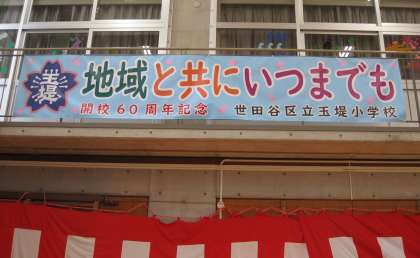 玉堤
地域と共にいつまでも
開校60周年記念 世田谷区立玉堤小学校